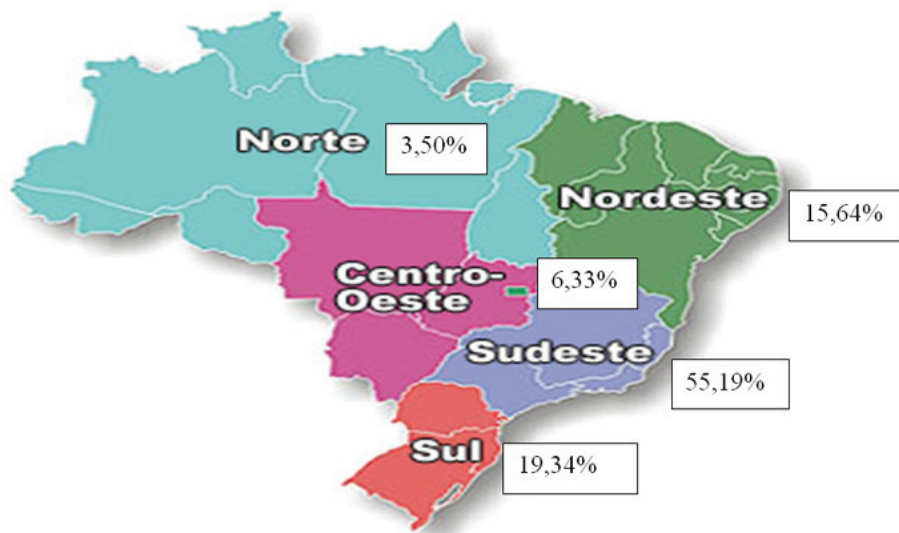 Norte
3,50%
Nordeste
15,64%
Centro-
Oeste
6,33%
Sudeste
55,19%
Sul
19,34%